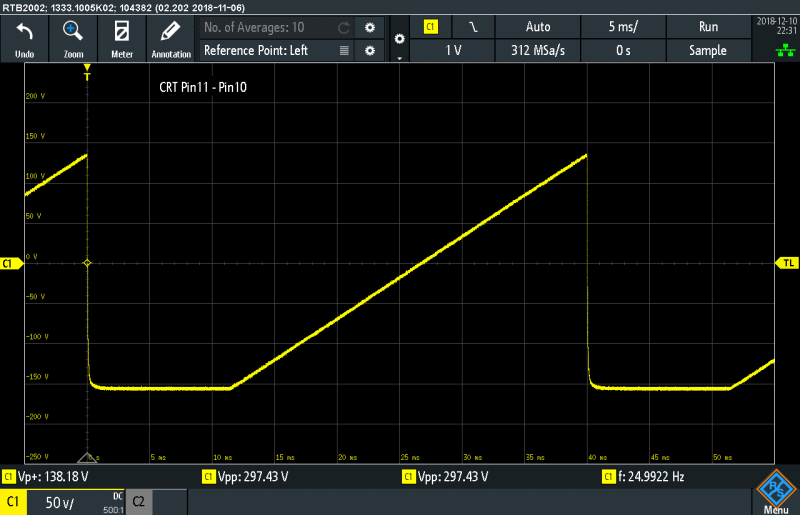 RTB2002; 1333.1005K02; 104382 (02.202 2018-11-06)
Undo
Zoom
Meter
Annotation
No. of Averages: 10
Reference Point: Left
C1
Auto
5 ms/
Run
1 V
312 MSa/s
0 s
Sample
2018-12-10
22:31
T
CRT Pin11 - Pin10
200 V
150 V
100 V
50 V
0 V
-50 V
-100 V
-150 V
-200 V
-250 V
C1
TL
0 s
5 ms
10 ms
15 ms
20 ms
25 ms
30 ms
35 ms
40 ms
45 ms
50 ms
C1 Vp+: 138.18 V
C1 Vpp: 297.43 V
C1 Vpp: 297.43 V
C1 f: 24.9922 Hz
C1
50 V/
DC
500:1
C2
R S
Menu